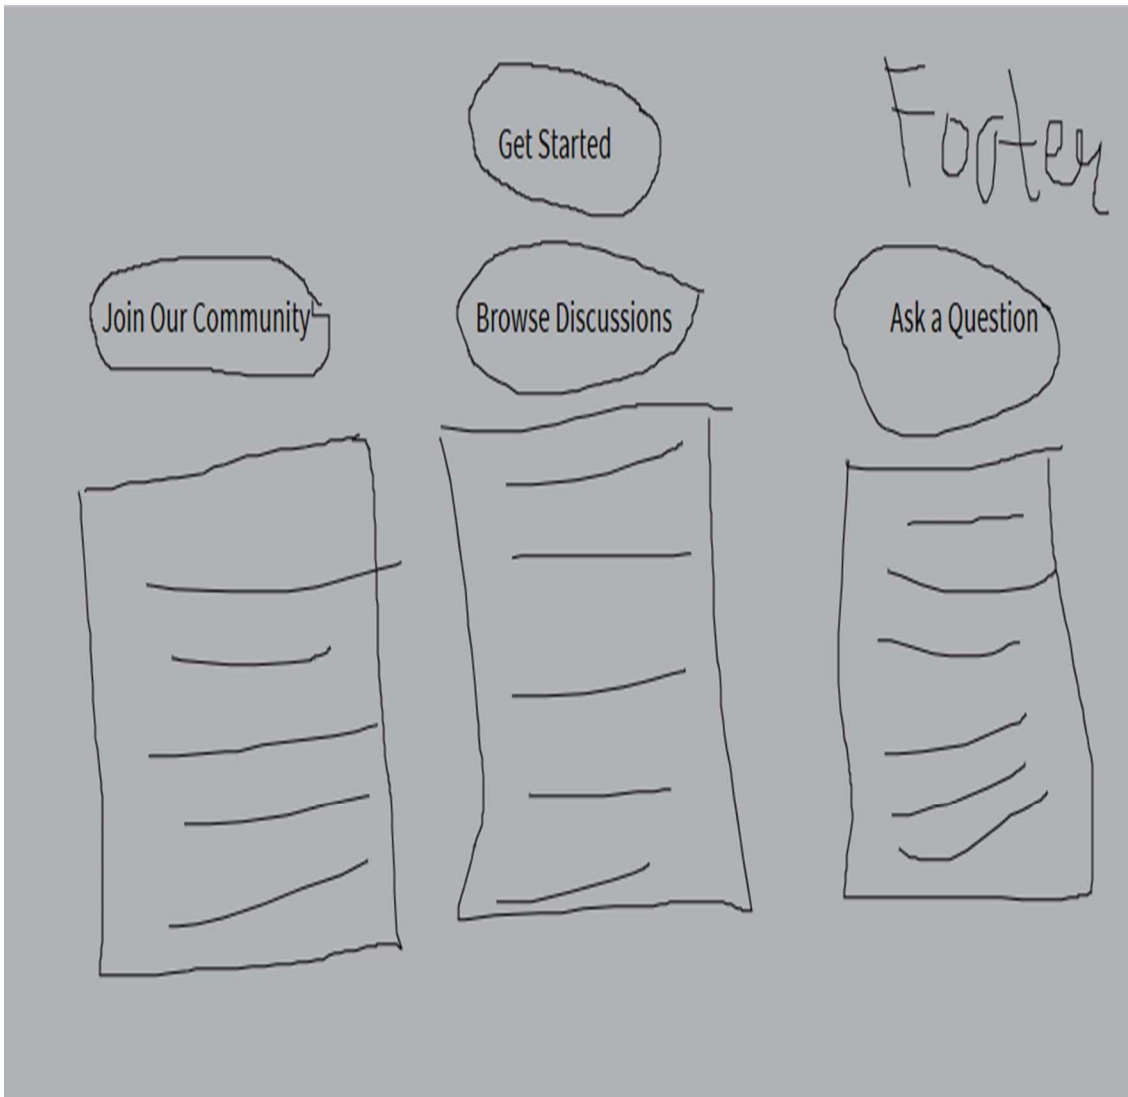 Get Started
Footer
Join Our Community
Browse Discussions
Ask a Question